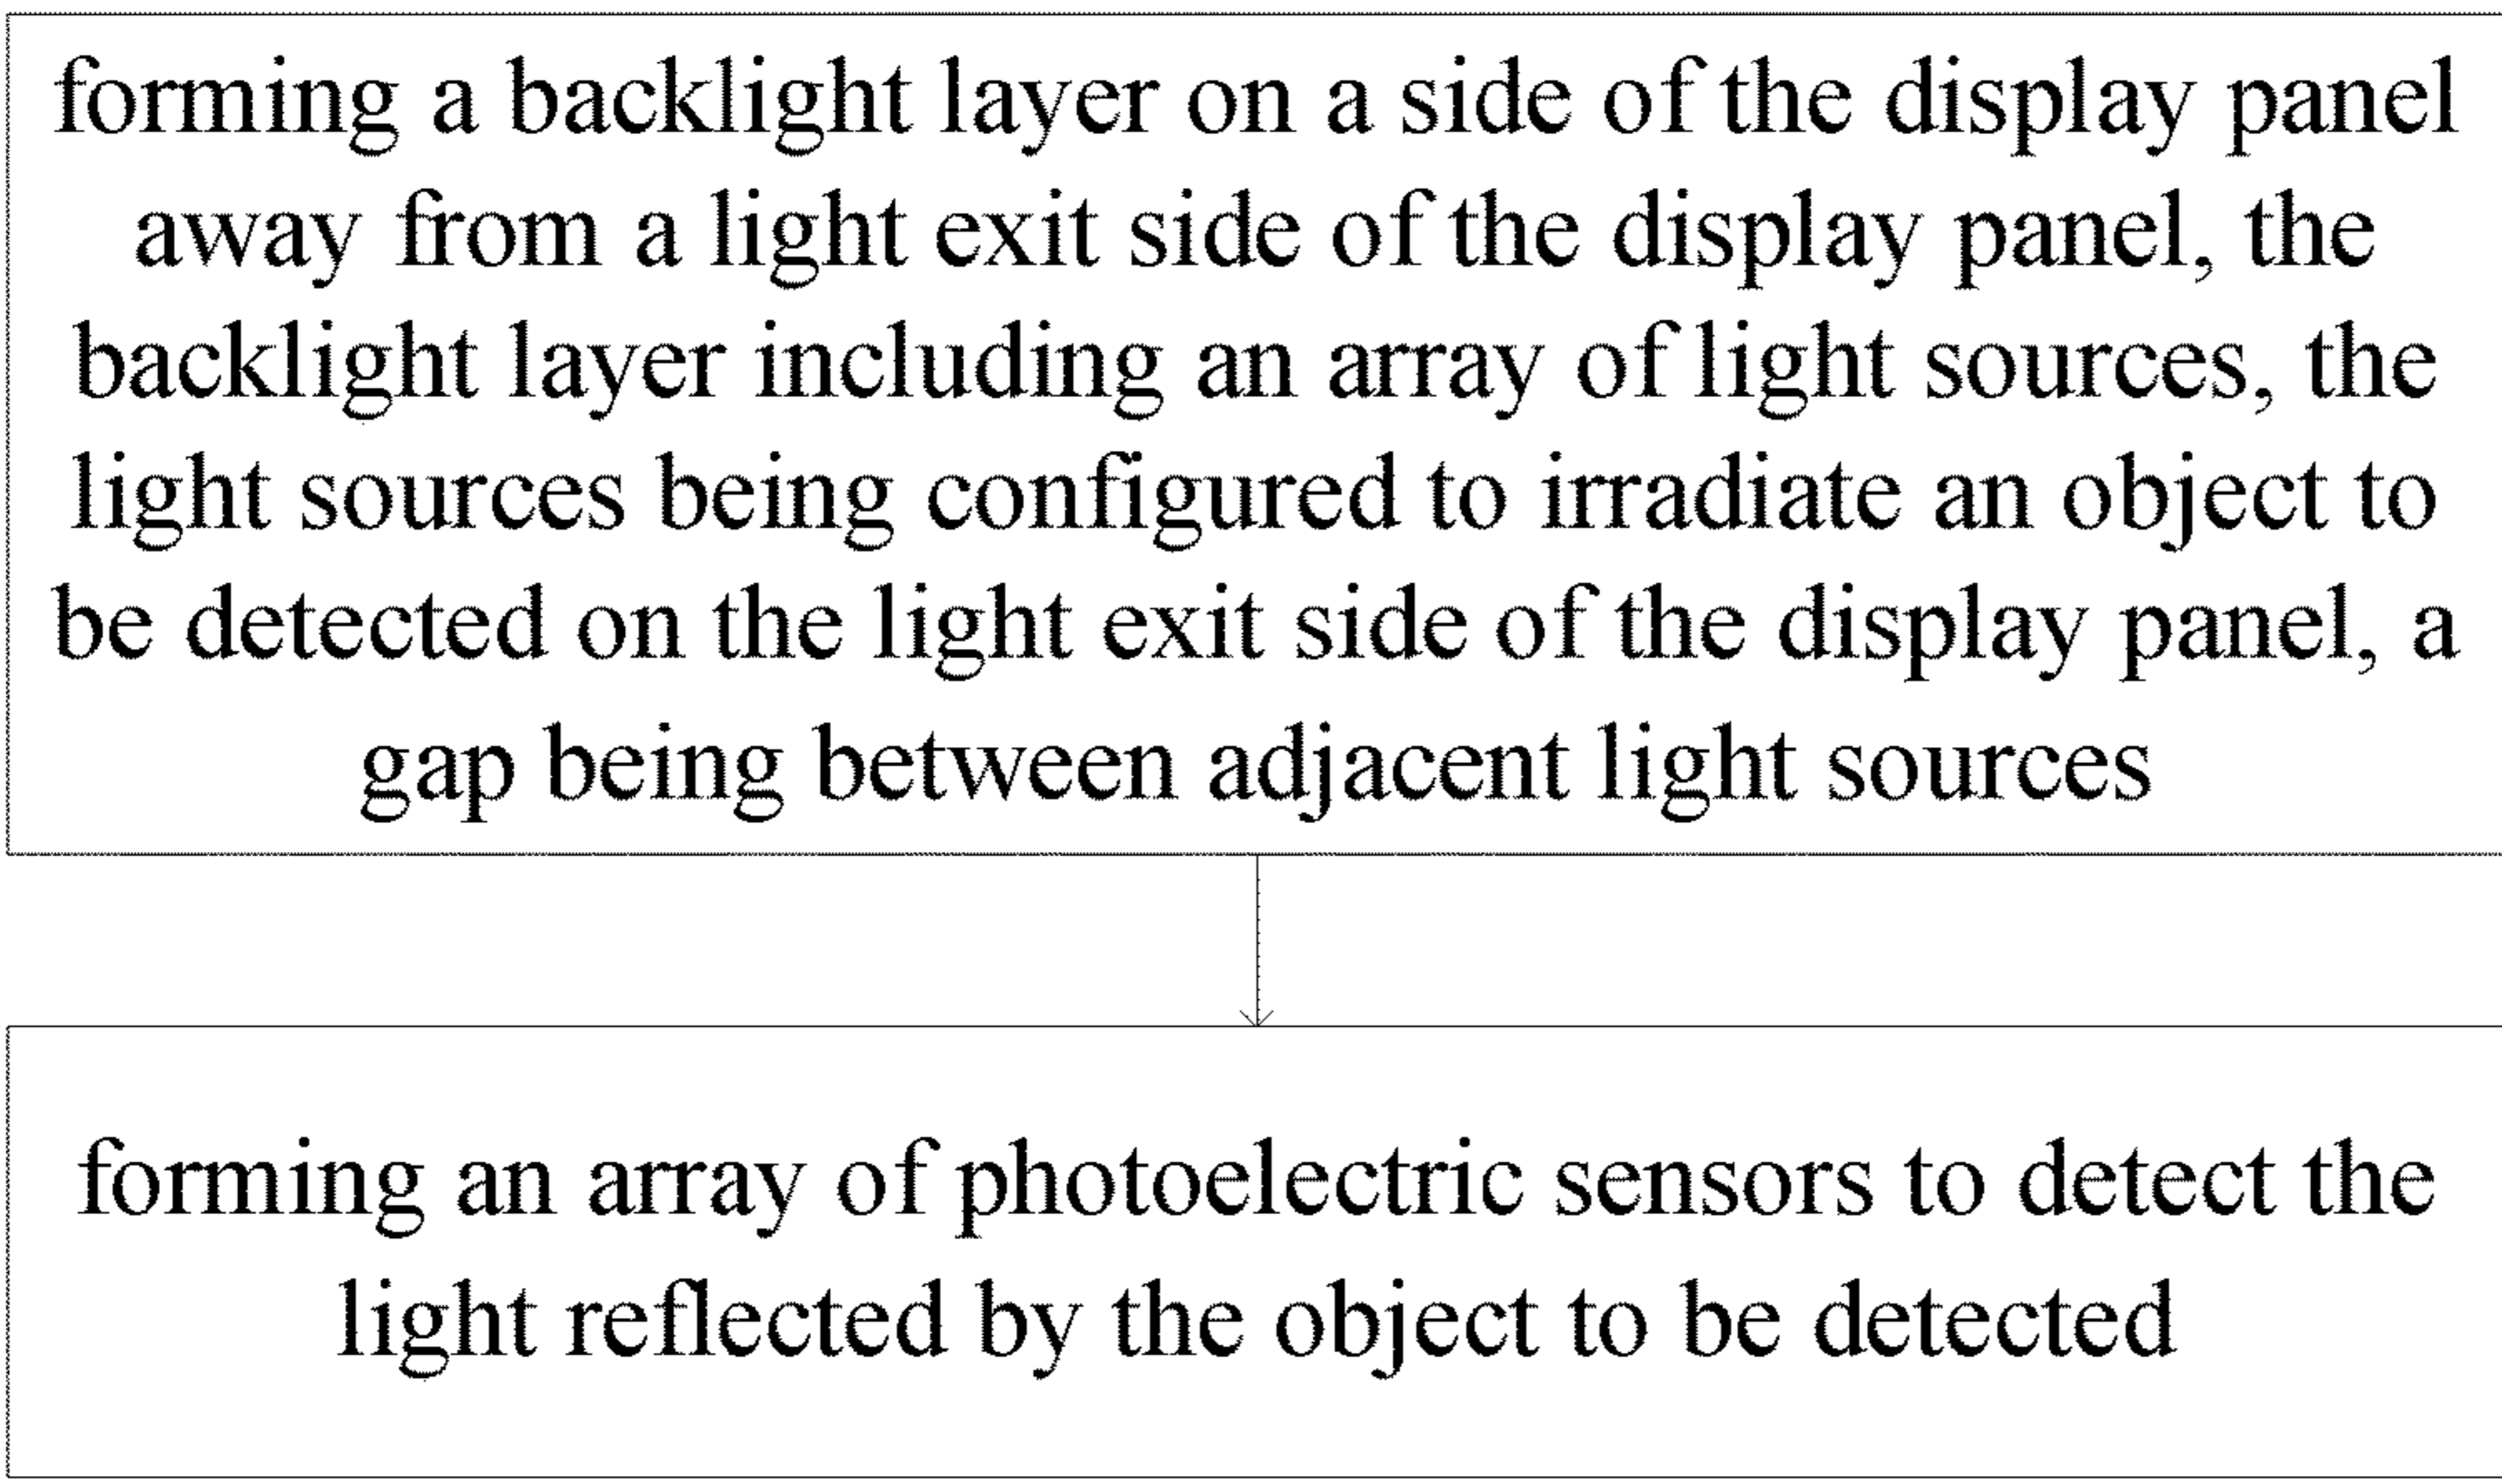 forming a backlight layer on a side of the display panel
away from a light exit side of the display panel, the
backlight layer including an array of light sources, the
light sources being configured to irradiate an object to
be detected on the light exit side of the display panel, a
gap being between adjacent light sources
forming an array of photoelectric sensors to detect the
light reflected by the object to be detected